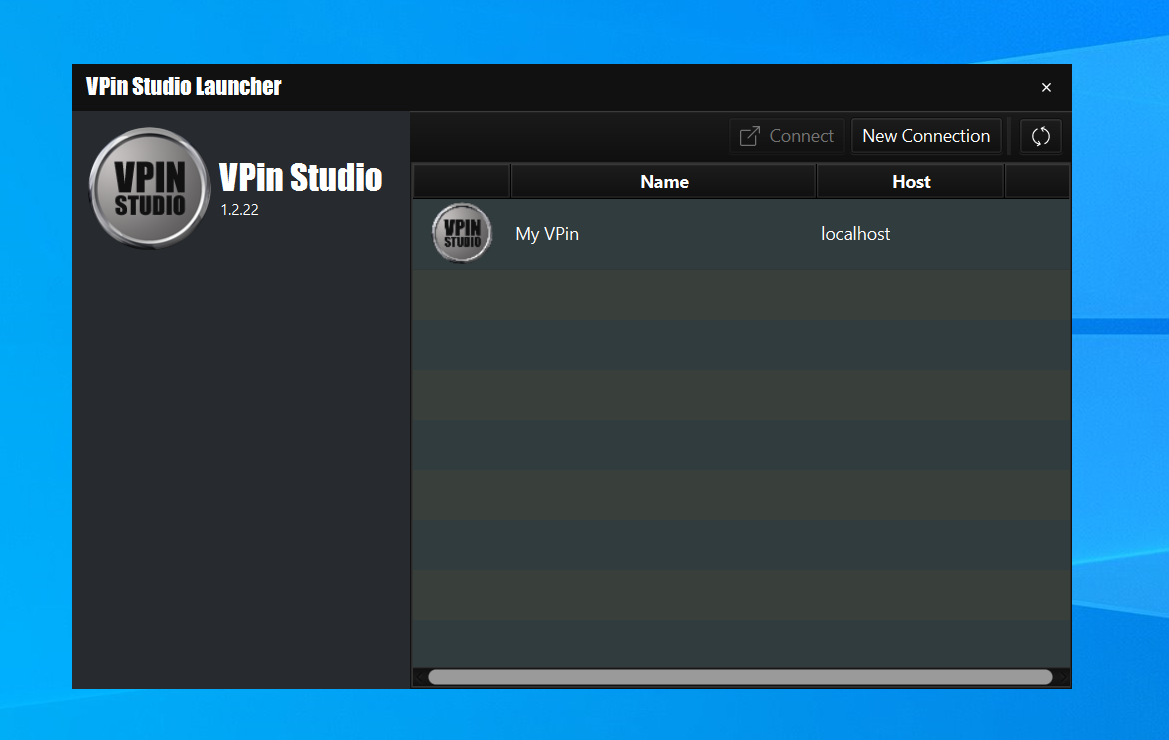 VPin Studio Launcher
VPIN
STUDIO
VPin Studio
1.2.22
Connect
New Connection
Name
Host
VPIN
STUDIO
My VPin
localhost